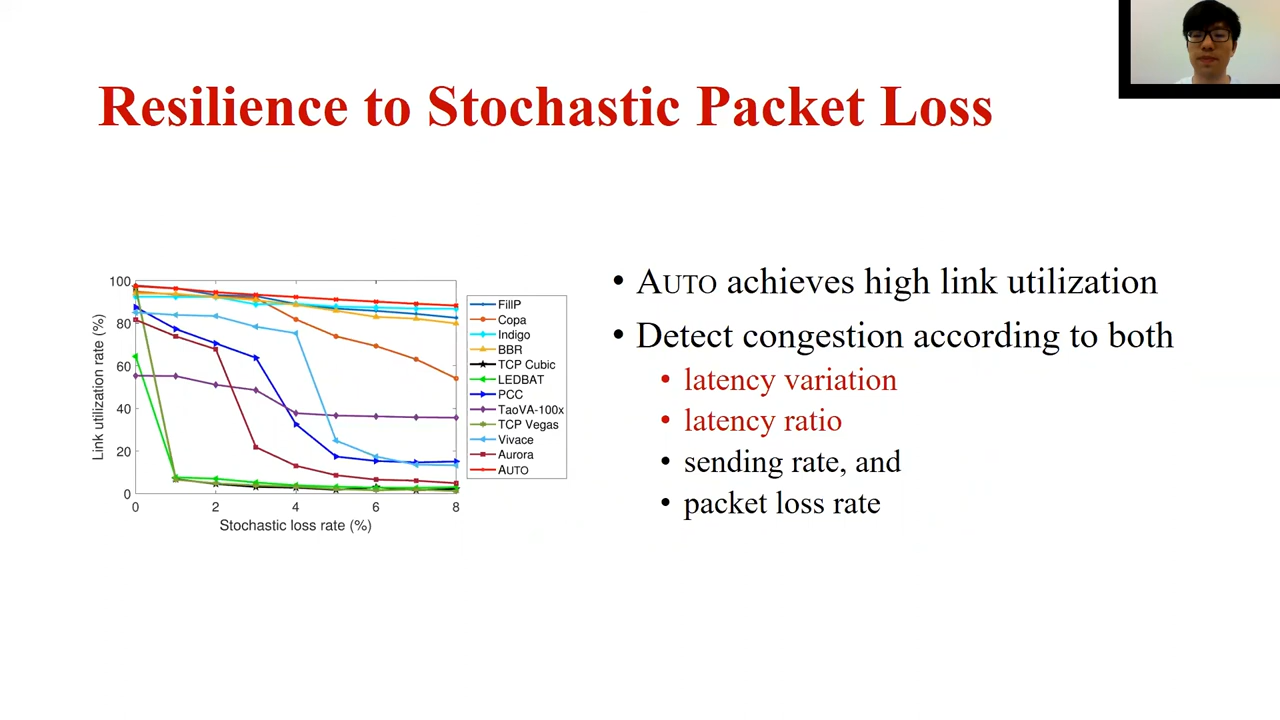 Resilience to Stochastic Packet Loss
100
80
60
40
20
0
Link utilization rate (%)
0 2 4 6 8
Stochastic loss rate (%)
FillP
Copa
Indigo
BBR
TCP Cubic
LEDBAT
PCC
TaoVA-100x
TCP Vegas
Vivace
Aurora
AUTO
• AUTO achieves high link utilization
• Detect congestion according to both
• latency variation
• latency ratio
• sending rate, and
• packet loss rate